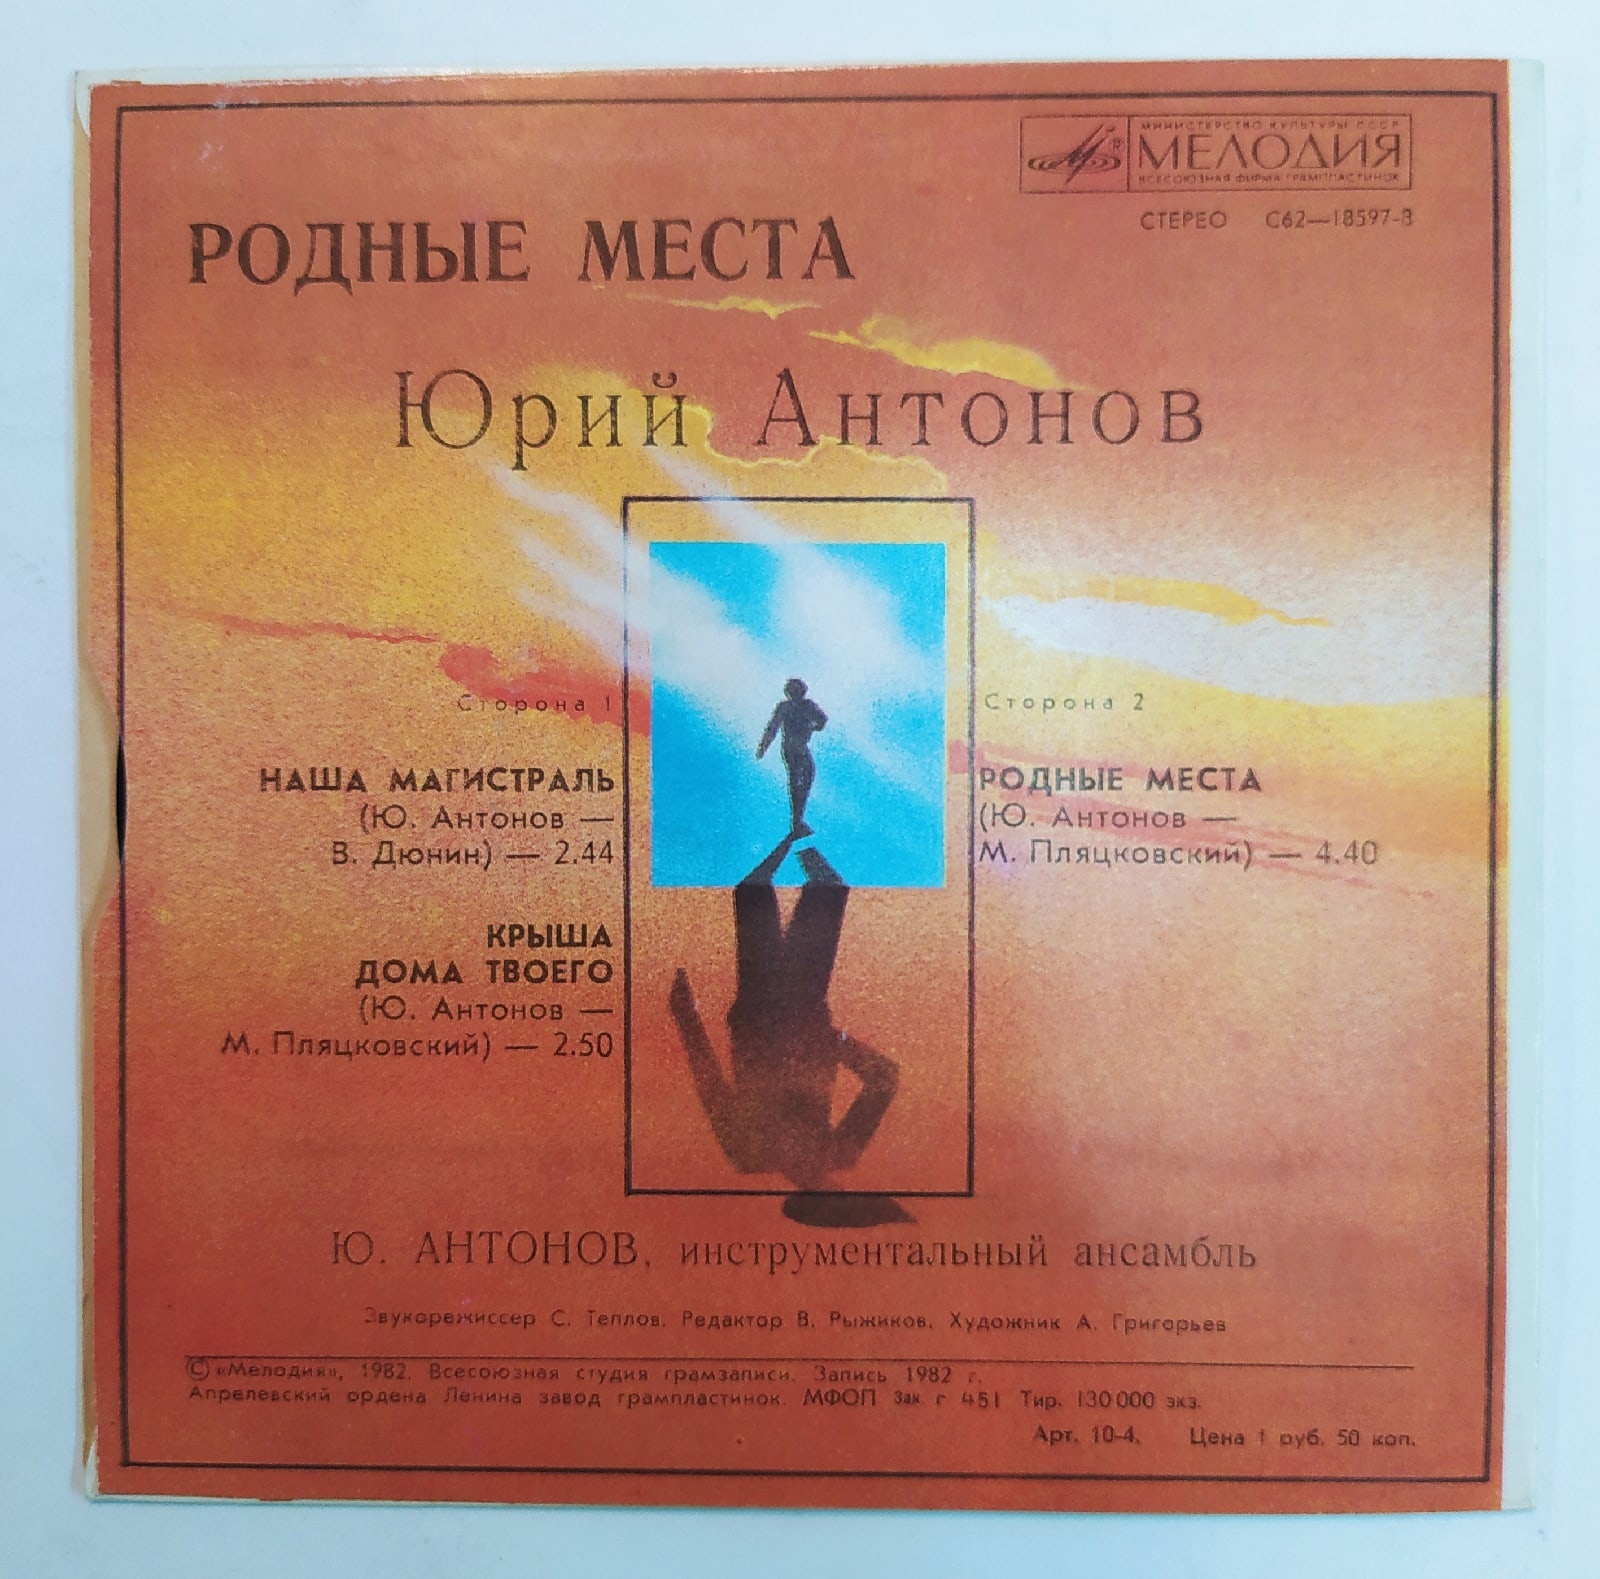 МИНИСТЕРСТВО КУЛЬТУРЫ СССР
МЕЛОДИЯ
ВСЕСОЮЗНАЯ ФИРМА ГРАМПЛАСТИНОК
СТЕРЕО С62—18597-8
РОДНЫЕ МЕСТА
Юрий Антонов
Сторона 1
НАША МАГИСТРАЛЬ
(Ю. Антонов —
В. Дюнин) — 2.44
КРЫША
ДОМА ТВОЕГО
(Ю. Антонов —
М. Пляцковский) — 2.50
Сторона 2
РОДНЫЕ МЕСТА
(Ю. Антонов —
М. Пляцковский) — 4.40
Ю. АНТОНОВ, инструментальный ансамбль
Звукорежиссер С. Теплов. Редактор В. Рыжиков. Художник А. Григорьев
© «Мелодия», 1982. Всесоюзная студия грамзаписи. Запись 1982 г.
Апрелевский ордена Ленина завод грампластинок. МФОП Зак. г 451 Тир. 130 000 экз.
Арт. 10-4. Цена 1 руб. 50 коп.